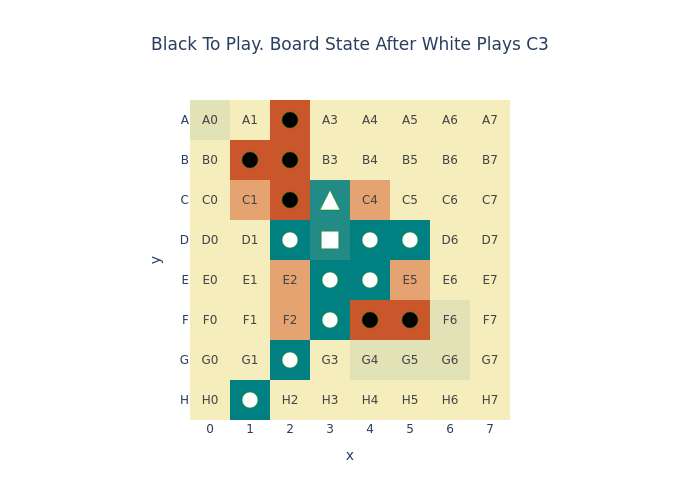 Black To Play. Board State After White Plays C3
A A0 A1 A3 A4 A5 A6 A7
B B0 B3 B4 B5 B6 B7
C C0 C1 C4 C5 C6 C7
D D0 D1 D6 D7
y
E E0 E1 E2 E5 E6 E7
F F0 F1 F2 F6 F7
G G0 G1 G3 G4 G5 G6 G7
H H0 H2 H3 H4 H5 H6 H7
0 1 2 3 4 5 6 7
x